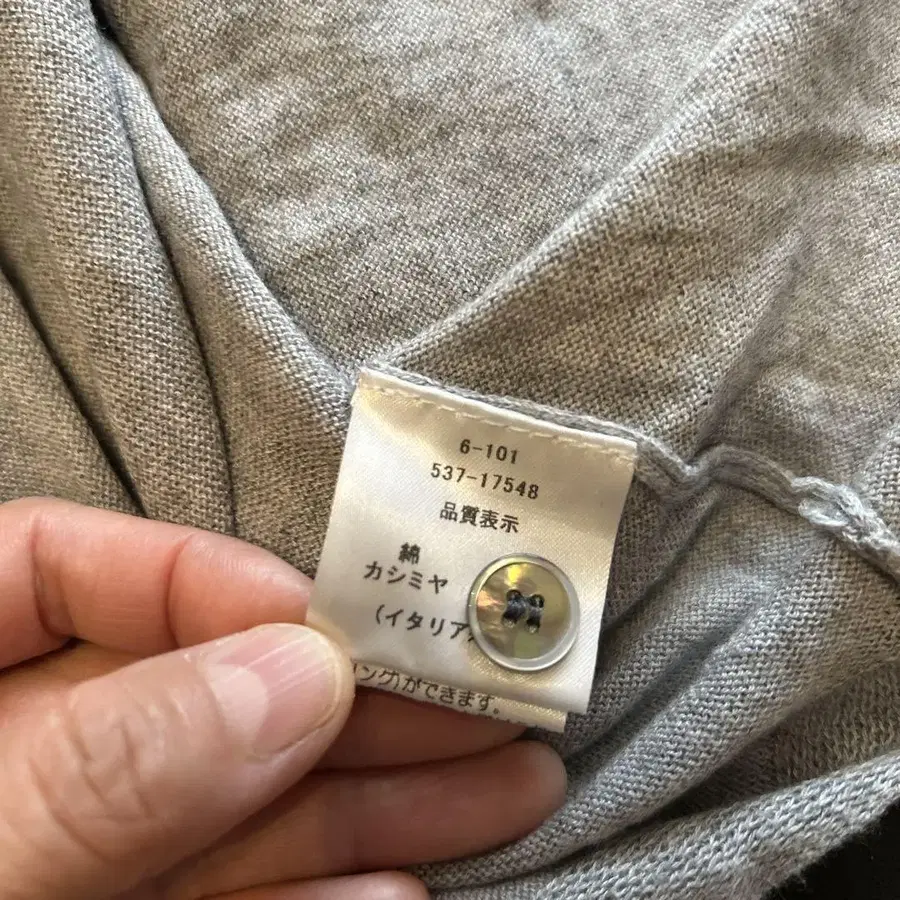 6-101
537-17548
品質表示
綿
カシミヤ
(イタリア
リング)ができます。